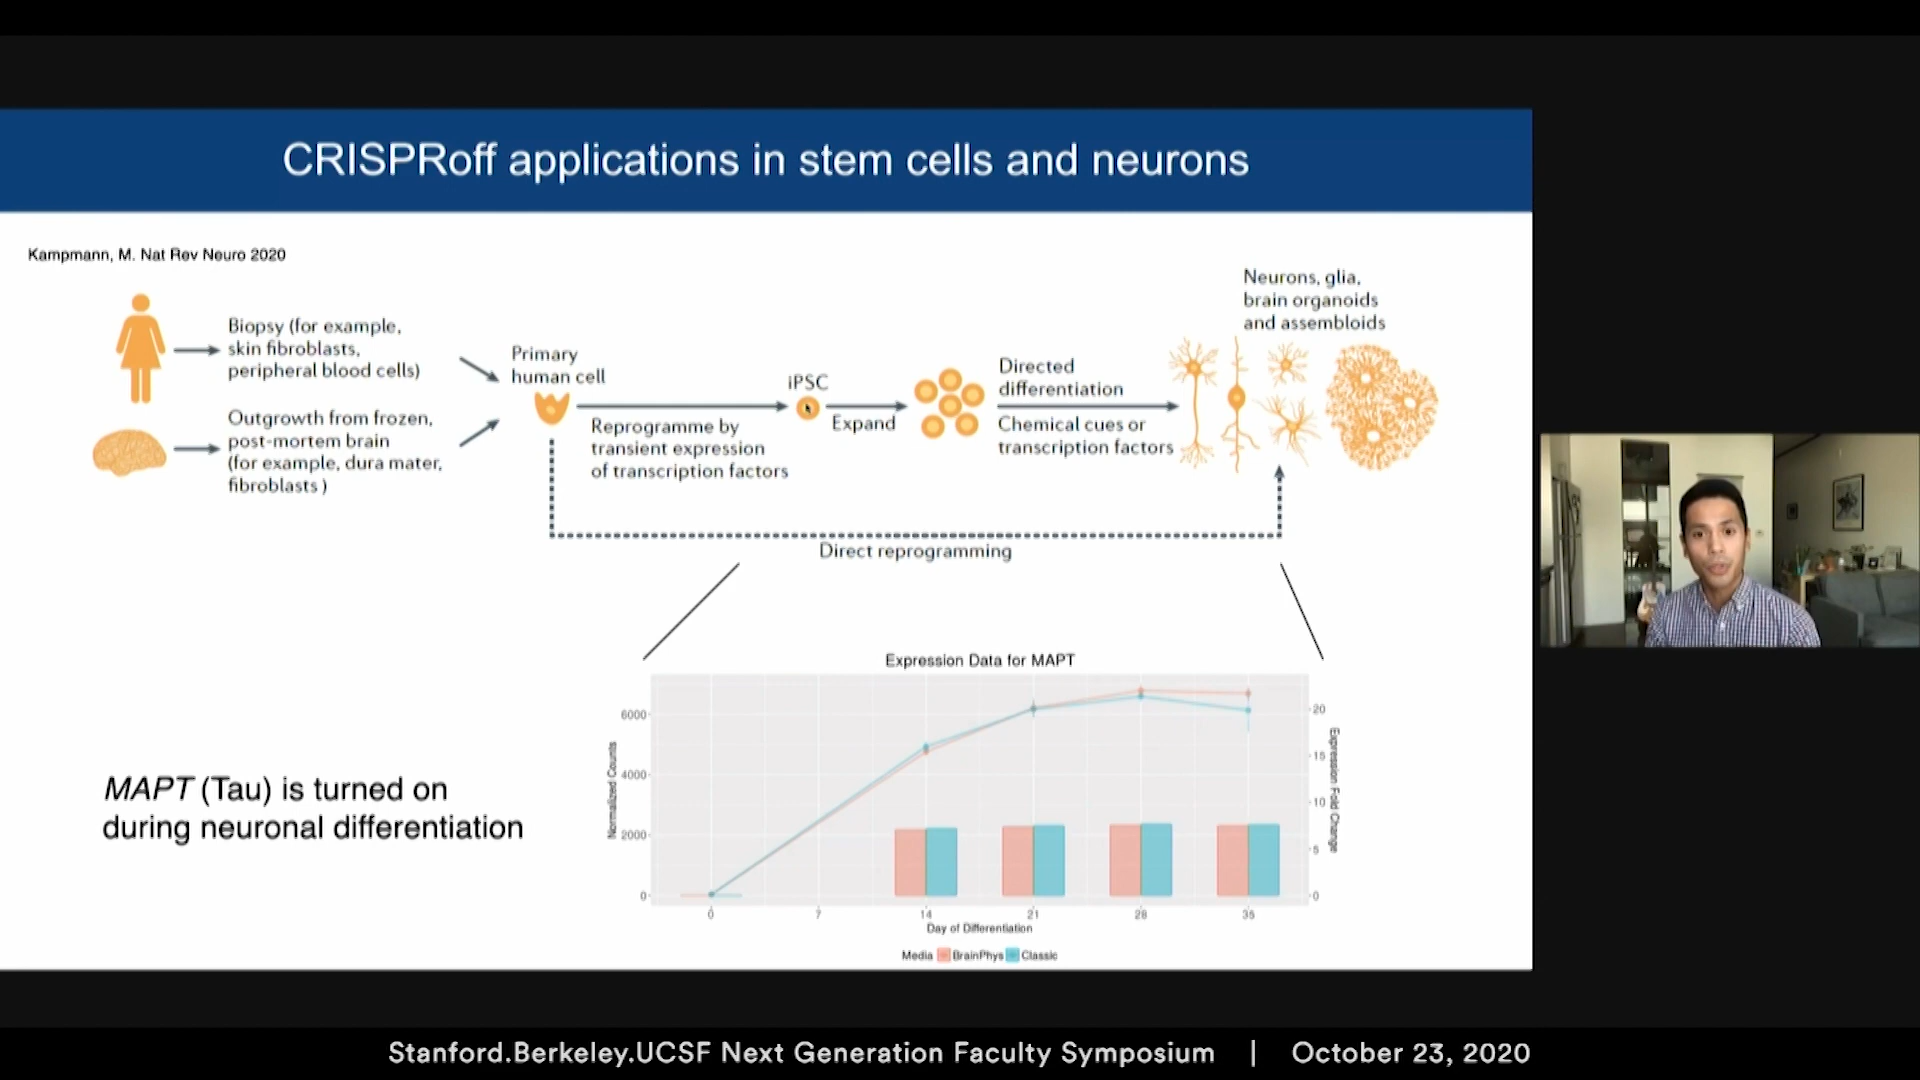 CRISPRoff applications in stem cells and neurons
Kampmann, M. Nat Rev Neuro 2020
Biopsy (for example,
skin fibroblasts,
peripheral blood cells)
Outgrowth from frozen,
post-mortem brain
(for example, dura mater,
fibroblasts )
Primary
human cell
Reprogramme by
transient expression
of transcription factors
iPSC
Expand
Directed
differentiation
Chemical cues or
transcription factors
Neurons, glia,
brain organoids
and assembloids
Direct reprogramming
MAPT (Tau) is turned on
during neuronal differentiation
Expression Data for MAPT
Normalized Counts
6000
4000
2000
0
20
15
10
5
0
Expression Fold Change
0 7 14 21 28 35
Day of Differentiation
Media BrainPhys Classic
Stanford.Berkeley.UCSF Next Generation Faculty Symposium | October 23, 2020